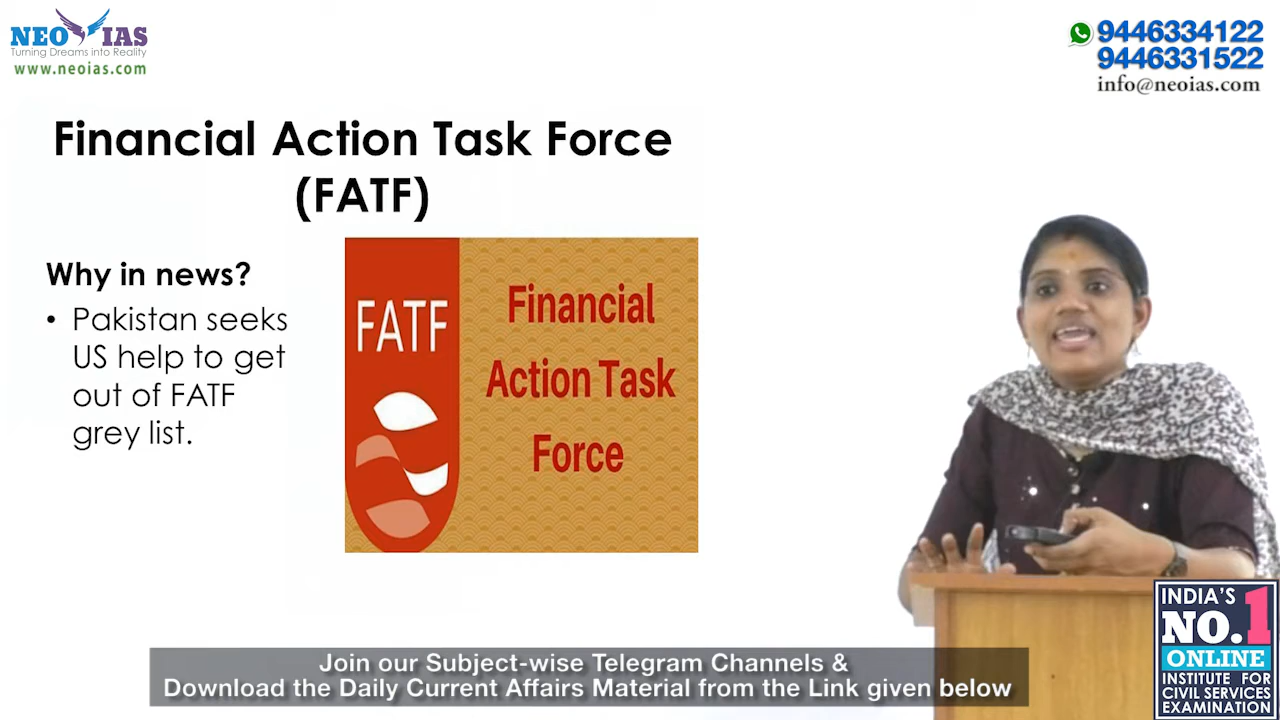 NEO IAS
Turning Dreams into Reality
www.neoias.com
9446334122
9446331522
info@neoias.com
Financial Action Task Force
(FATF)
Why in news?
• Pakistan seeks
US help to get
out of FATF
grey list.
FATF
Financial
Action Task
Force
INDIA'S
NO.1
ONLINE
INSTITUTE FOR
CIVIL SERVICES
EXAMINATION
Join our Subject-wise Telegram Channels &
Download the Daily Current Affairs Material from the Link given below